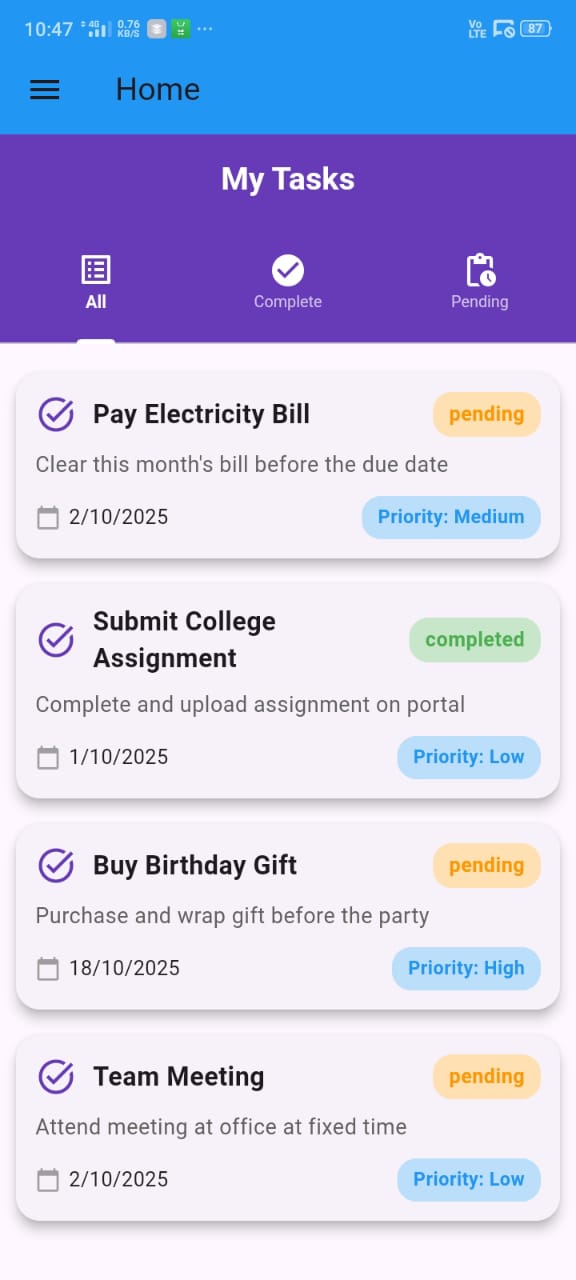 10:47 4G 0.76 KB/S ... Vo LTE 87
Home
My Tasks
All Complete Pending
Pay Electricity Bill pending
Clear this month's bill before the due date
2/10/2025 Priority: Medium
Submit College
Assignment
completed
Complete and upload assignment on portal
1/10/2025 Priority: Low
Buy Birthday Gift pending
Purchase and wrap gift before the party
18/10/2025 Priority: High
Team Meeting pending
Attend meeting at office at fixed time
2/10/2025 Priority: Low